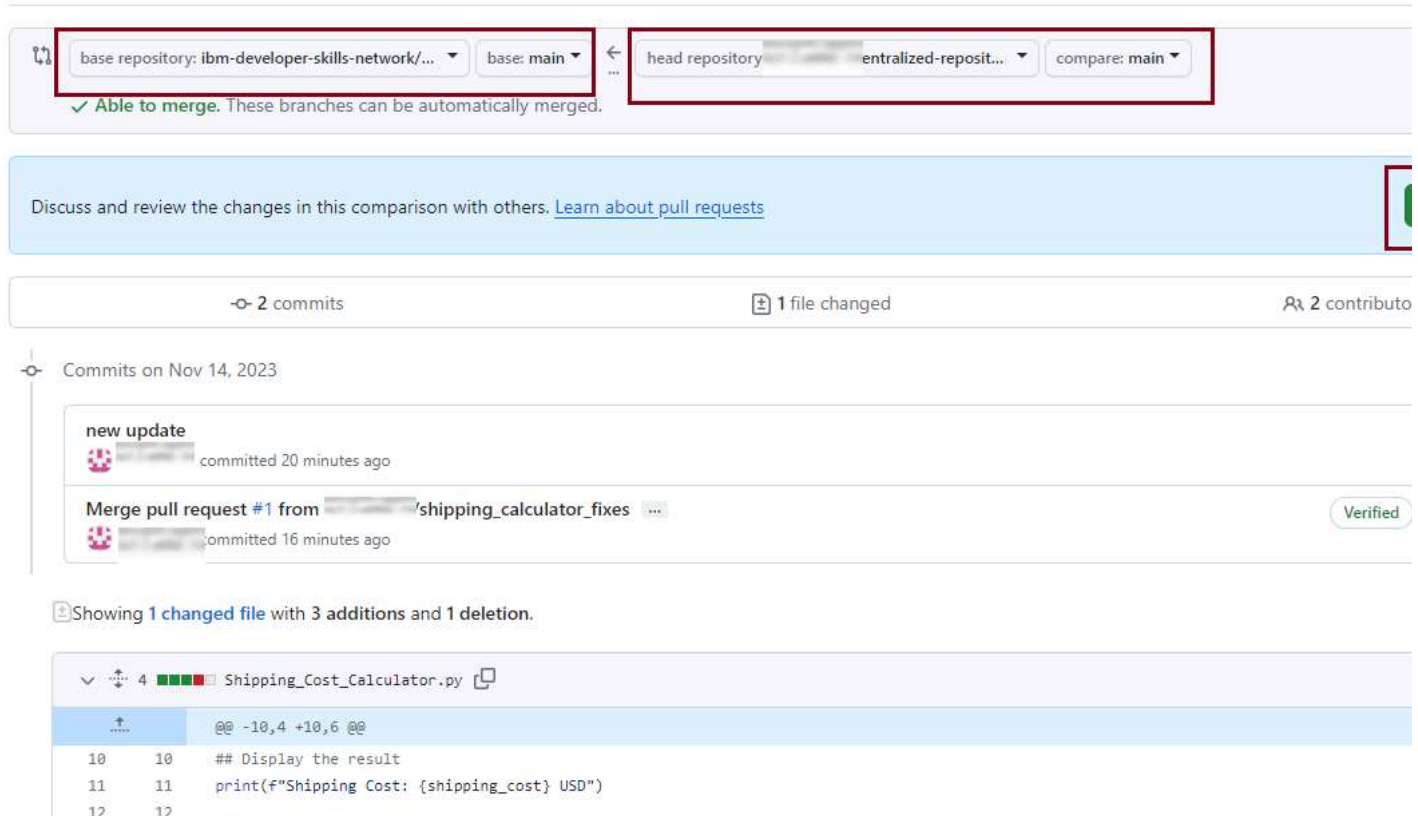 base repository: ibm-developer-skills-network/... base: main head repository entralized-reposit... compare: main
Able to merge. These branches can be automatically merged.
Discuss and review the changes in this comparison with others. Learn about pull requests
2 commits 1 file changed 2 contributo
Commits on Nov 14, 2023
new update
committed 20 minutes ago
Merge pull request #1 from /shipping_calculator_fixes ...
committed 16 minutes ago
Verified
Showing 1 changed file with 3 additions and 1 deletion.
4 Shipping_Cost_Calculator.py
@@ -10,4 +10,6 @@
10 10 ## Display the result
11 11 print(f"Shipping Cost: {shipping_cost} USD")
12 12